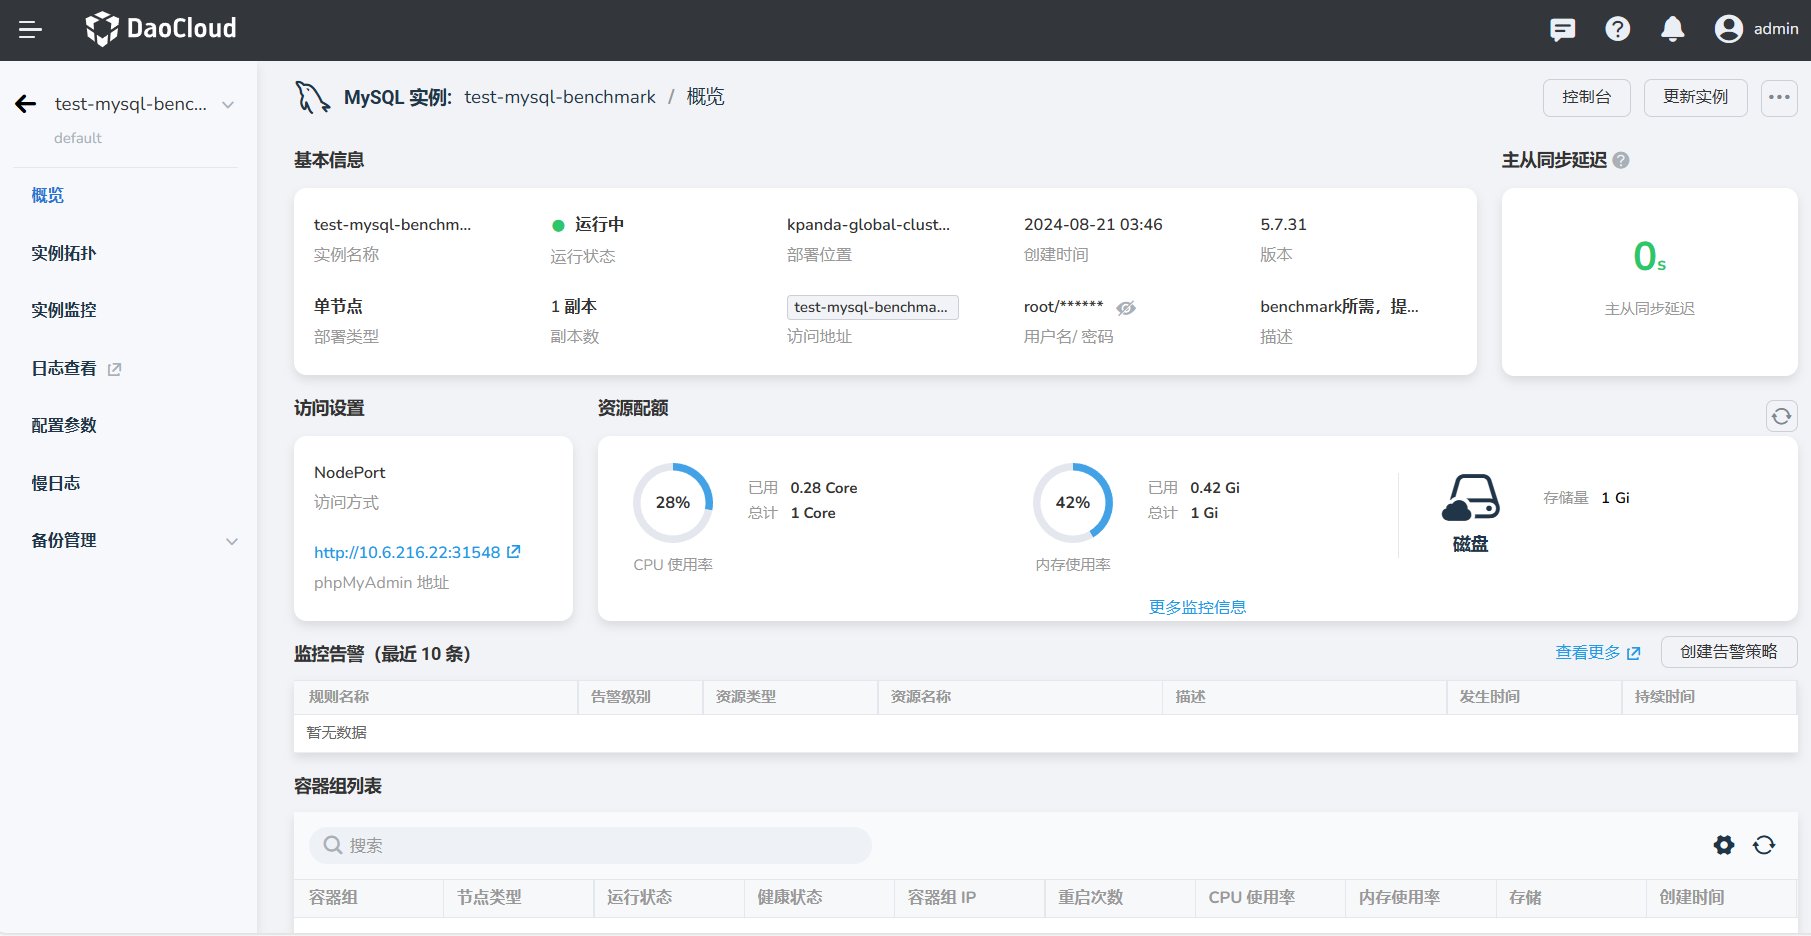 DaoCloud
admin
test-mysql-benc...
default
概览
实例拓扑
实例监控
日志查看
配置参数
慢日志
备份管理
MySQL 实例: test-mysql-benchmark / 概览
控制台
更新实例
基本信息
test-mysql-benchm...
实例名称
运行中
运行状态
kpanda-global-clust...
部署位置
2024-08-21 03:46
创建时间
5.7.31
版本
单节点
部署类型
1 副本
副本数
test-mysql-benchma...
访问地址
root/******
用户名/ 密码
benchmark所需，提...
描述
主从同步延迟
0s
主从同步延迟
访问设置
NodePort
访问方式
http://10.6.216.22:31548
phpMyAdmin 地址
资源配额
28%
CPU 使用率
已用 0.28 Core
总计 1 Core
42%
内存使用率
已用 0.42 Gi
总计 1 Gi
磁盘
存储量 1 Gi
更多监控信息
监控告警（最近 10 条）
查看更多
创建告警策略
规则名称 告警级别 资源类型 资源名称 描述 发生时间 持续时间
暂无数据
容器组列表
搜索
容器组 节点类型 运行状态 健康状态 容器组 IP 重启次数 CPU 使用率 内存使用率 存储 创建时间